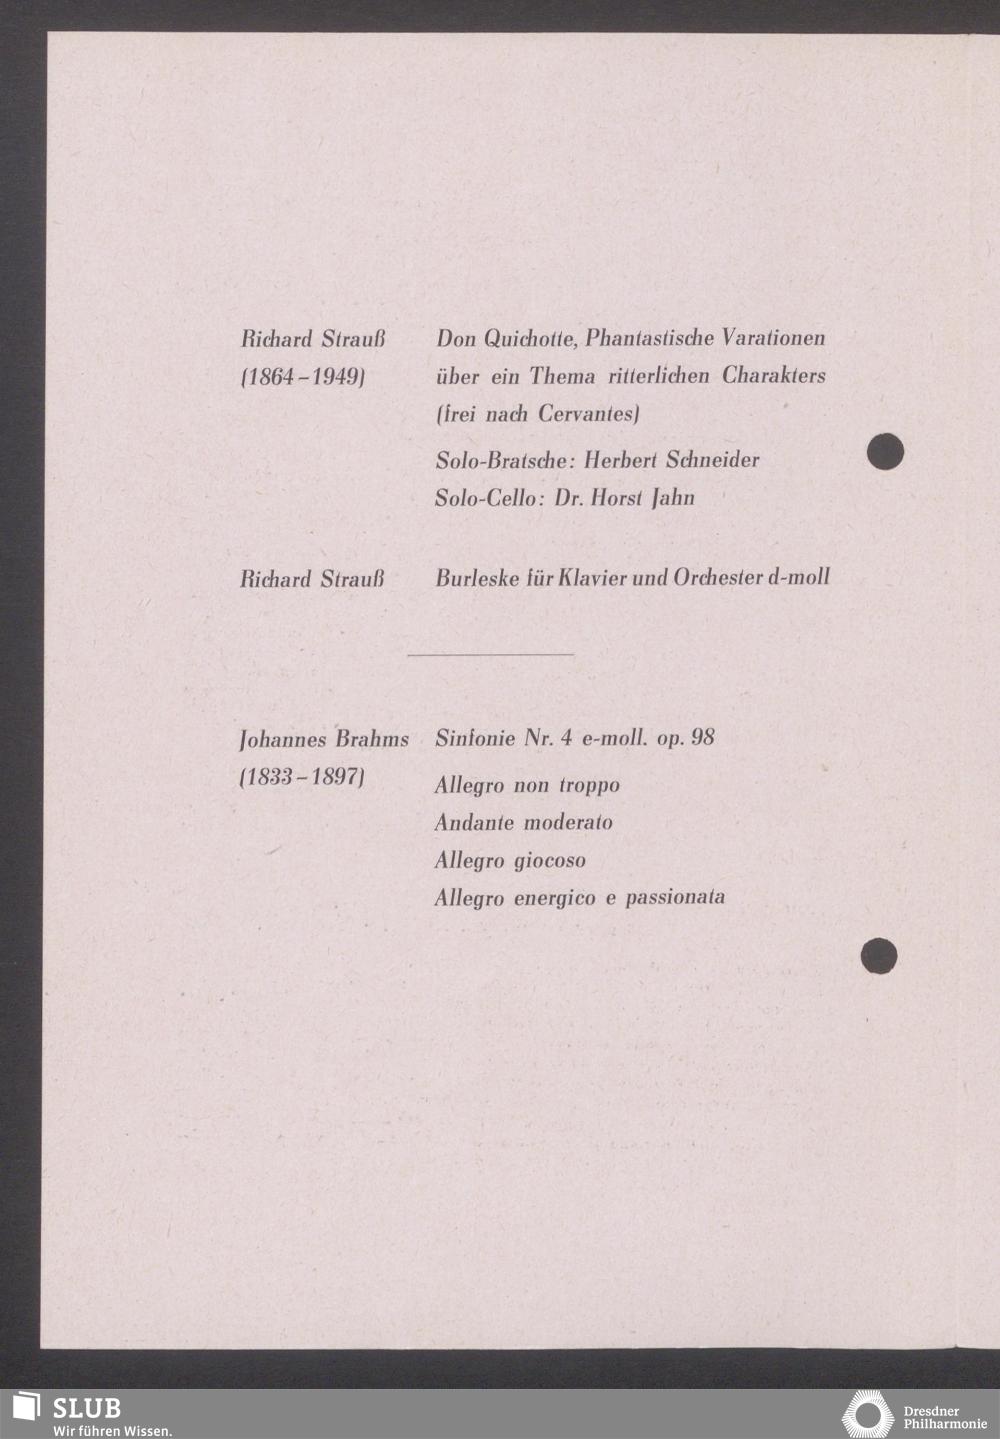 Richard Strauß Don Quichotte, Phantastische Varationen
(1864–1949) über ein Thema ritterlichen Charakters
(frei nach Cervantes)
Solo-Bratsche: Herbert Schneider
Solo-Cello: Dr. Horst Jahn
Richard Strauß Burleske für Klavier und Orchester d-moll
Johannes Brahms Sinfonie Nr. 4 e-moll. op. 98
(1833–1897)
Allegro non troppo
Andante moderato
Allegro giocoso
Allegro energico e passionata
SLUB
Wir führen Wissen.
Dresdner
Philharmonie